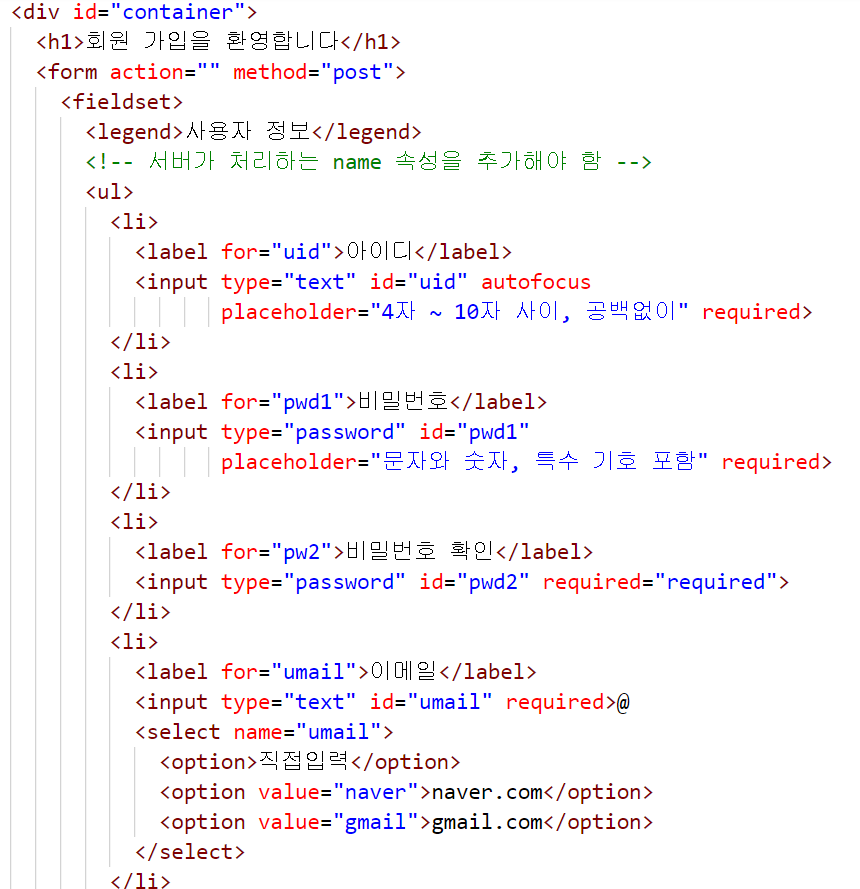 <div id="container">
<h1>회원 가입을 환영합니다</h1>
<form action="" method="post">
<fieldset>
<legend>사용자 정보</legend>
<!-- 서버가 처리하는 name 속성을 추가해야 함 -->
<ul>
<li>
<label for="uid">아이디</label>
<input type="text" id="uid" autofocus
placeholder="4자 ~ 10자 사이, 공백없이" required>
</li>
<li>
<label for="pwd1">비밀번호</label>
<input type="password" id="pwd1"
placeholder="문자와 숫자, 특수 기호 포함" required>
</li>
<li>
<label for="pw2">비밀번호 확인</label>
<input type="password" id="pwd2" required="required">
</li>
<li>
<label for="umail">이메일</label>
<input type="text" id="umail" required>@
<select name="umail">
<option>직접입력</option>
<option value="naver">naver.com</option>
<option value="gmail">gmail.com</option>
</select>
</li>